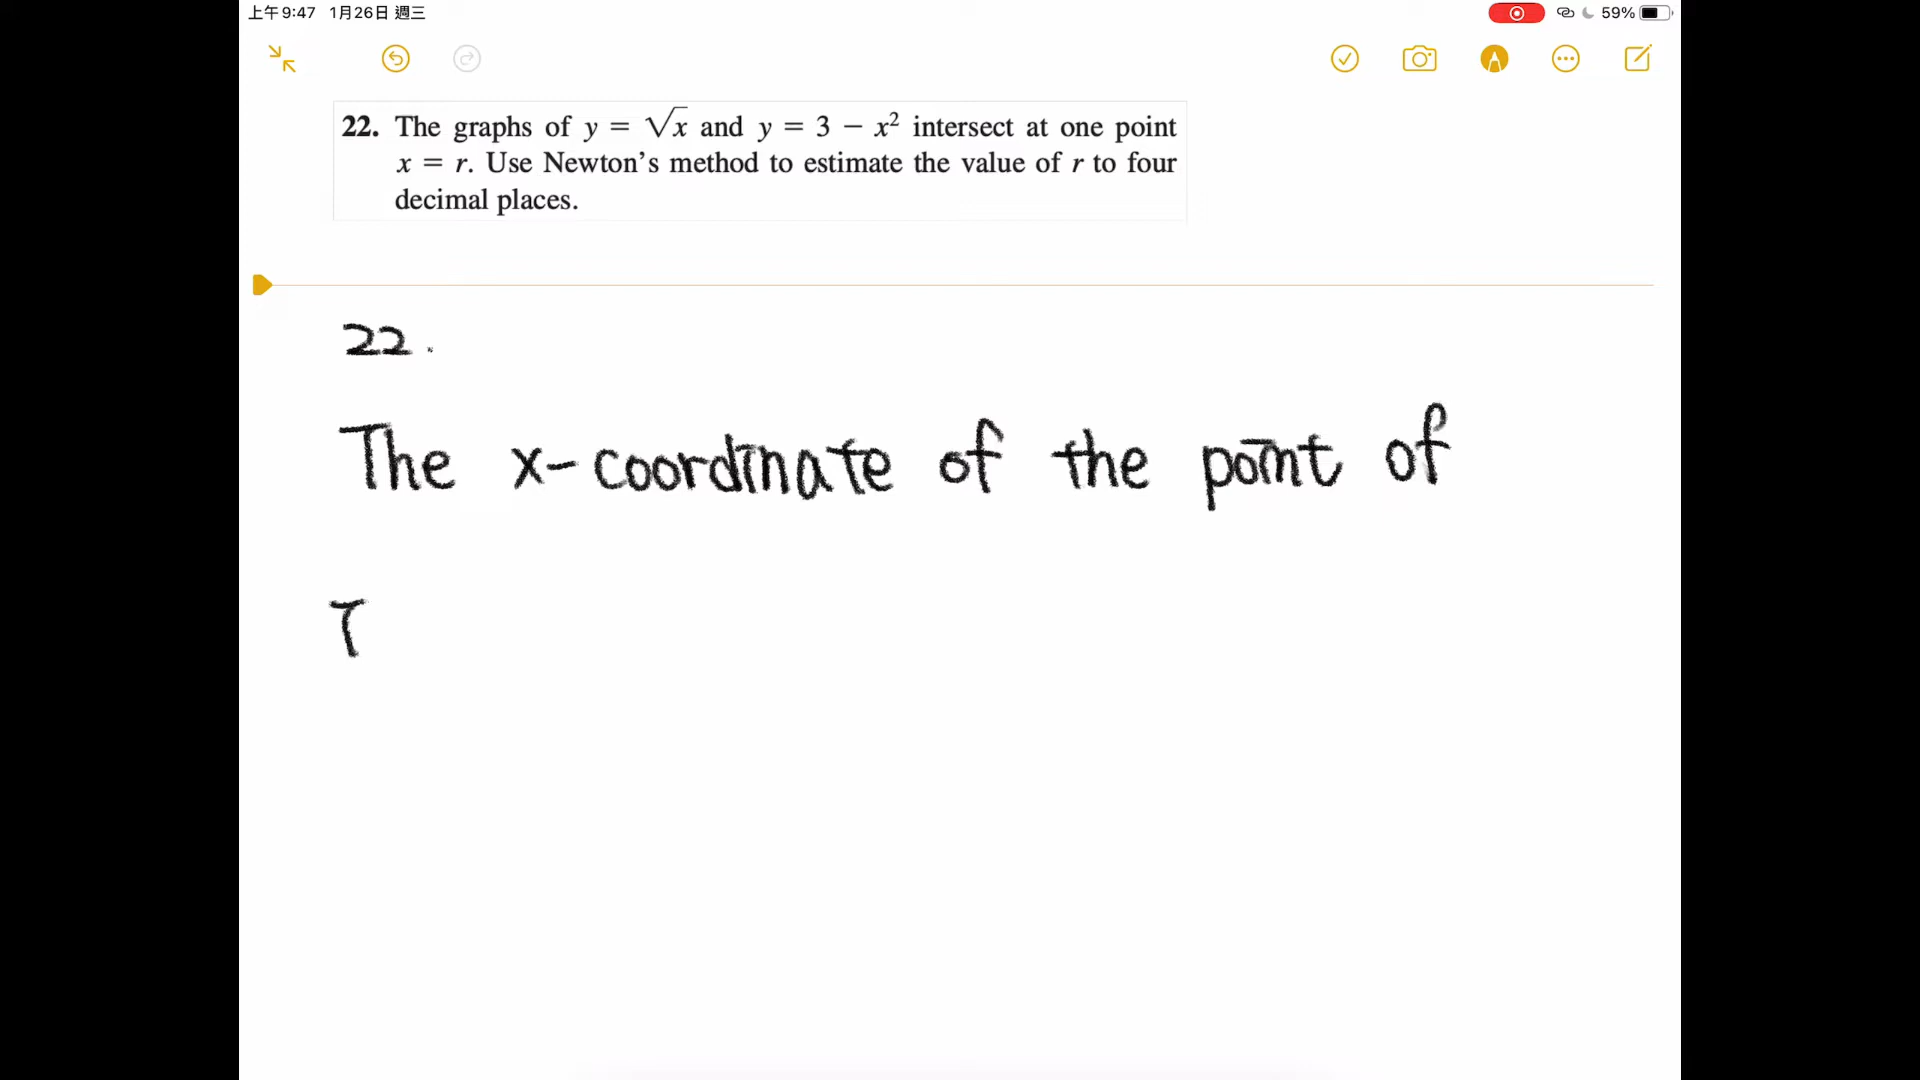 上午9:47 1月26日 週三
59%
22. The graphs of y = √x and y = 3 − x² intersect at one point
x = r. Use Newton’s method to estimate the value of r to four
decimal places.
22.
The x-coordinate of the point of